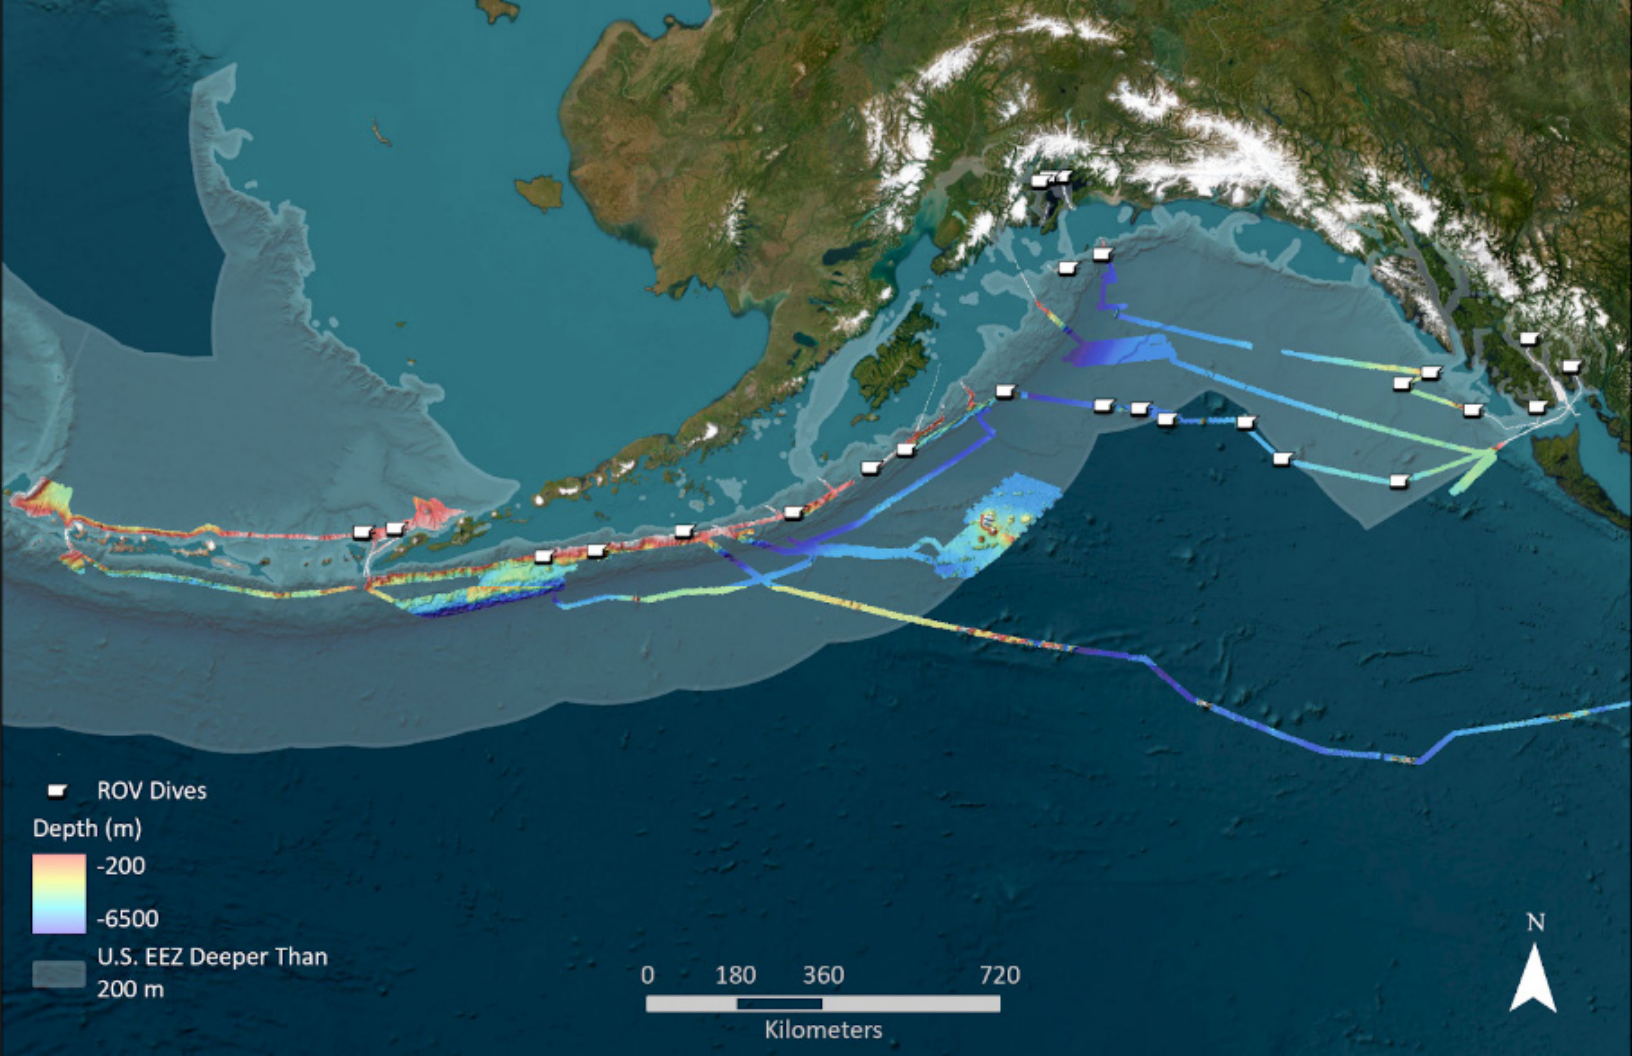 ROV Dives
Depth (m)
-200
-6500
U.S. EEZ Deeper Than
200 m
0 180 360 720
Kilometers
N